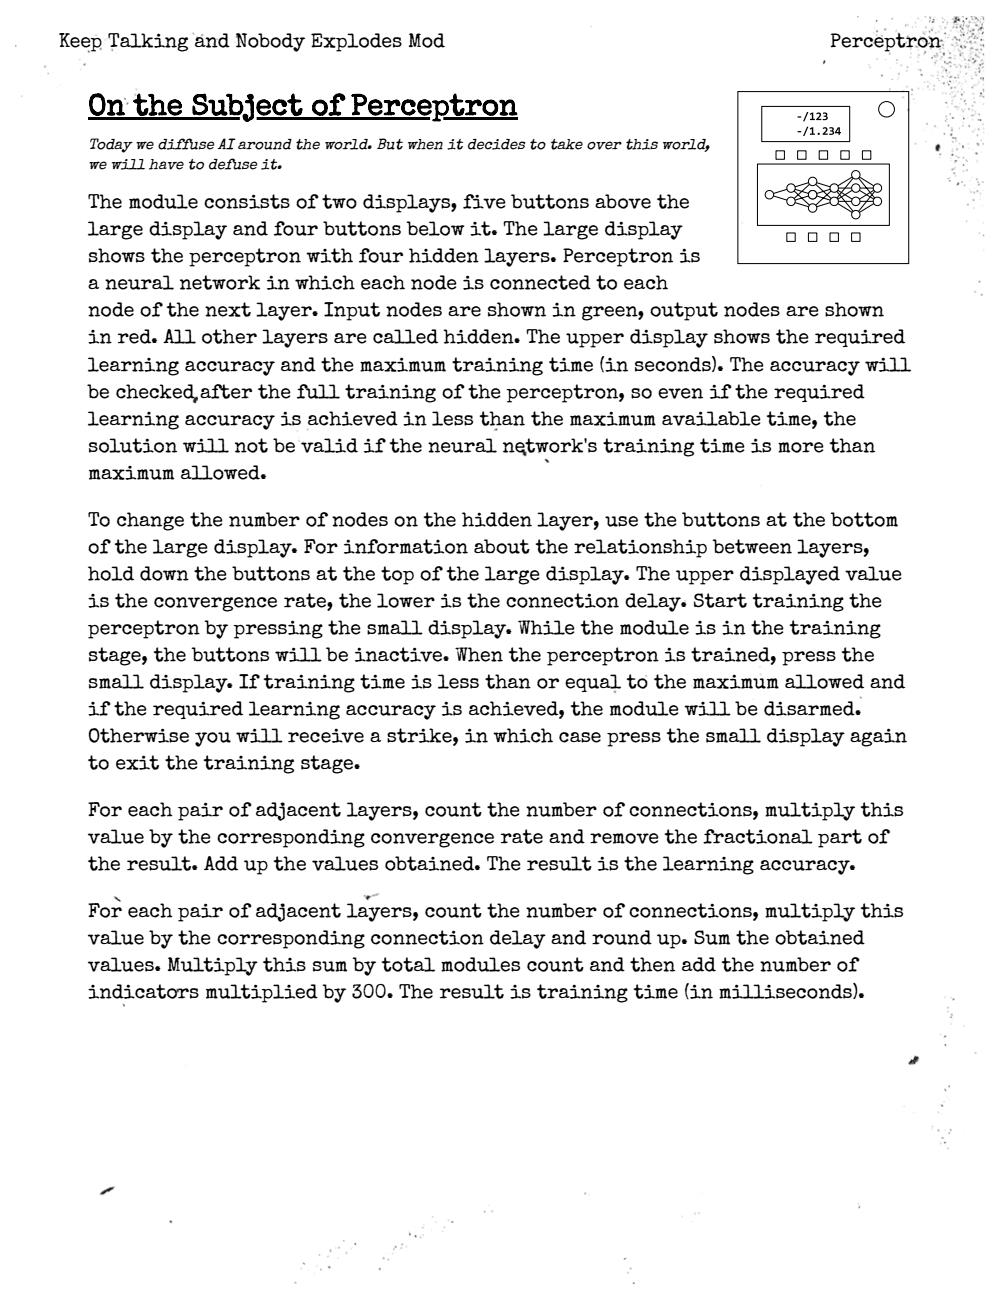 Keep Talking and Nobody Explodes Mod
Perceptron
On the Subject of Perceptron
Today we diffuse AI around the world. But when it decides to take over this world,
we will have to defuse it.
-/123
-/1.234
The module consists of two displays, five buttons above the
large display and four buttons below it. The large display
shows the perceptron with four hidden layers. Perceptron is
a neural network in which each node is connected to each
node of the next layer. Input nodes are shown in green, output nodes are shown
in red. All other layers are called hidden. The upper display shows the required
learning accuracy and the maximum training time (in seconds). The accuracy will
be checked after the full training of the perceptron, so even if the required
learning accuracy is achieved in less than the maximum available time, the
solution will not be valid if the neural network's training time is more than
maximum allowed.
To change the number of nodes on the hidden layer, use the buttons at the bottom
of the large display. For information about the relationship between layers,
hold down the buttons at the top of the large display. The upper displayed value
is the convergence rate, the lower is the connection delay. Start training the
perceptron by pressing the small display. While the module is in the training
stage, the buttons will be inactive. When the perceptron is trained, press the
small display. If training time is less than or equal to the maximum allowed and
if the required learning accuracy is achieved, the module will be disarmed.
Otherwise you will receive a strike, in which case press the small display again
to exit the training stage.
For each pair of adjacent layers, count the number of connections, multiply this
value by the corresponding convergence rate and remove the fractional part of
the result. Add up the values obtained. The result is the learning accuracy.
For each pair of adjacent layers, count the number of connections, multiply this
value by the corresponding connection delay and round up. Sum the obtained
values. Multiply this sum by total modules count and then add the number of
indicators multiplied by 300. The result is training time (in milliseconds).